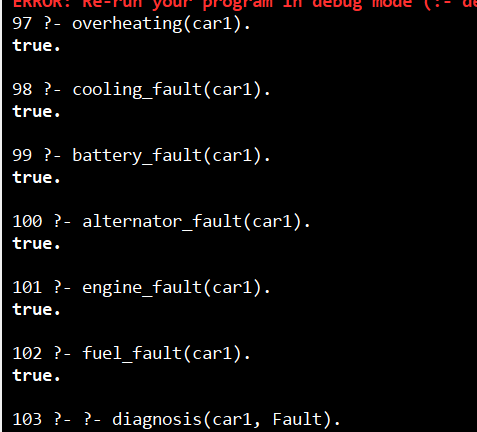 ERROR: Re-run your program in debug mode (:- de
97 ?- overheating(car1).
true.
98 ?- cooling_fault(car1).
true.
99 ?- battery_fault(car1).
true.
100 ?- alternator_fault(car1).
true.
101 ?- engine_fault(car1).
true.
102 ?- fuel_fault(car1).
true.
103 ?- ?- diagnosis(car1, Fault).